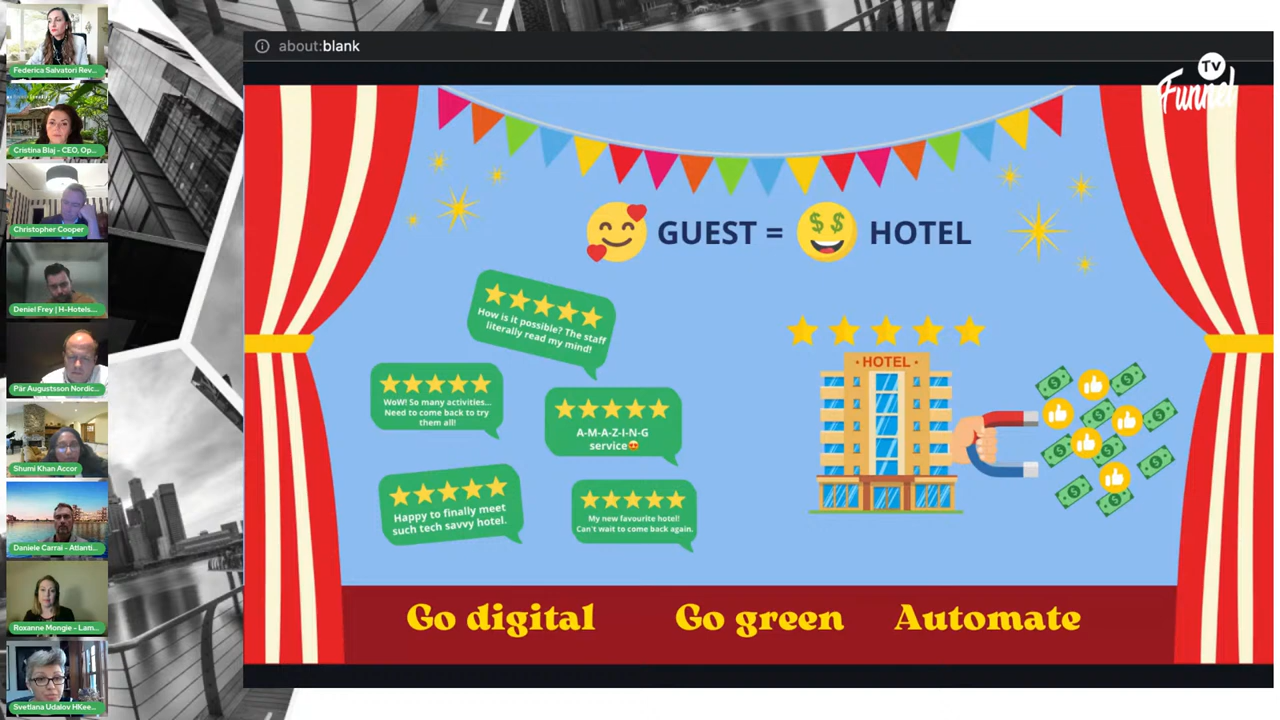 Federica Salvatori Rev...
Cristina Blaj - CEO, Op...
Christopher Cooper
Deniel Frey | H-Hotels...
Pär Augustsson Nordic...
Shumi Khan Accor
Daniele Carrai - Atlanti...
Roxanne Mongie - Lam...
Svetlana Udalov HKee...
about:blank
TV
Funnel
GUEST = HOTEL
How is it possible? The staff
literally read my mind!
WoW! So many activities...
Need to come back to try
them all!
A-M-A-Z-I-N-G
service
Happy to finally meet
such tech savvy hotel.
My new favourite hotel!
Can't wait to come back again.
· HOTEL ·
Go digital
Go green
Automate